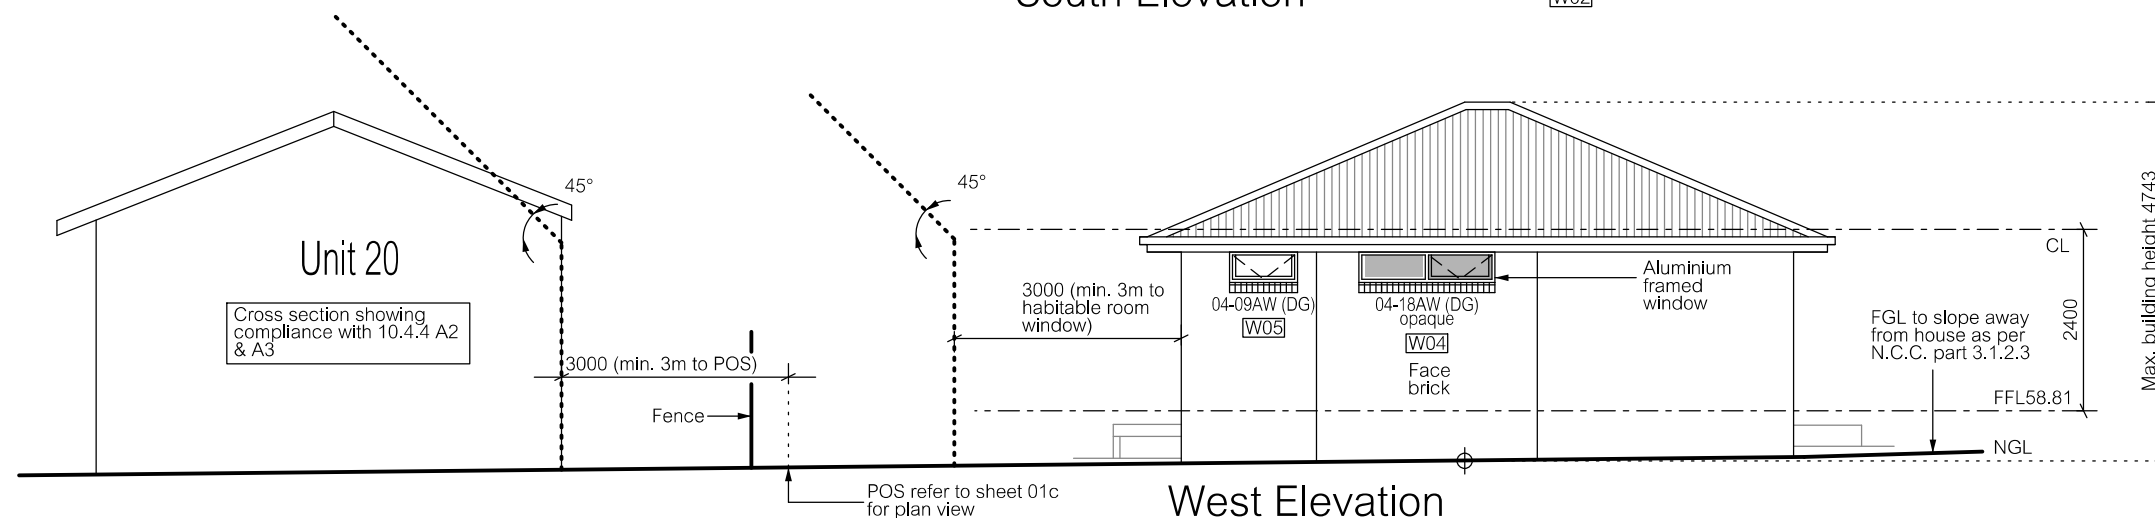 South Elevation
W02
45°
45°
Max. building height 4743
CL
Unit 20
Aluminium
framed
window
3000 (min. 3m to
habitable room
window)
04-09AW (DG)
W05
04-18AW (DG)
opaque
W04
Cross section showing
compliance with 10.4.4 A2
& A3
FGL to slope away
from house as per
N.C.C. part 3.1.2.3
2400
3000 (min. 3m to POS)
Face
brick
FFL58.81
Fence
NGL
POS refer to sheet 01c
for plan view
West Elevation